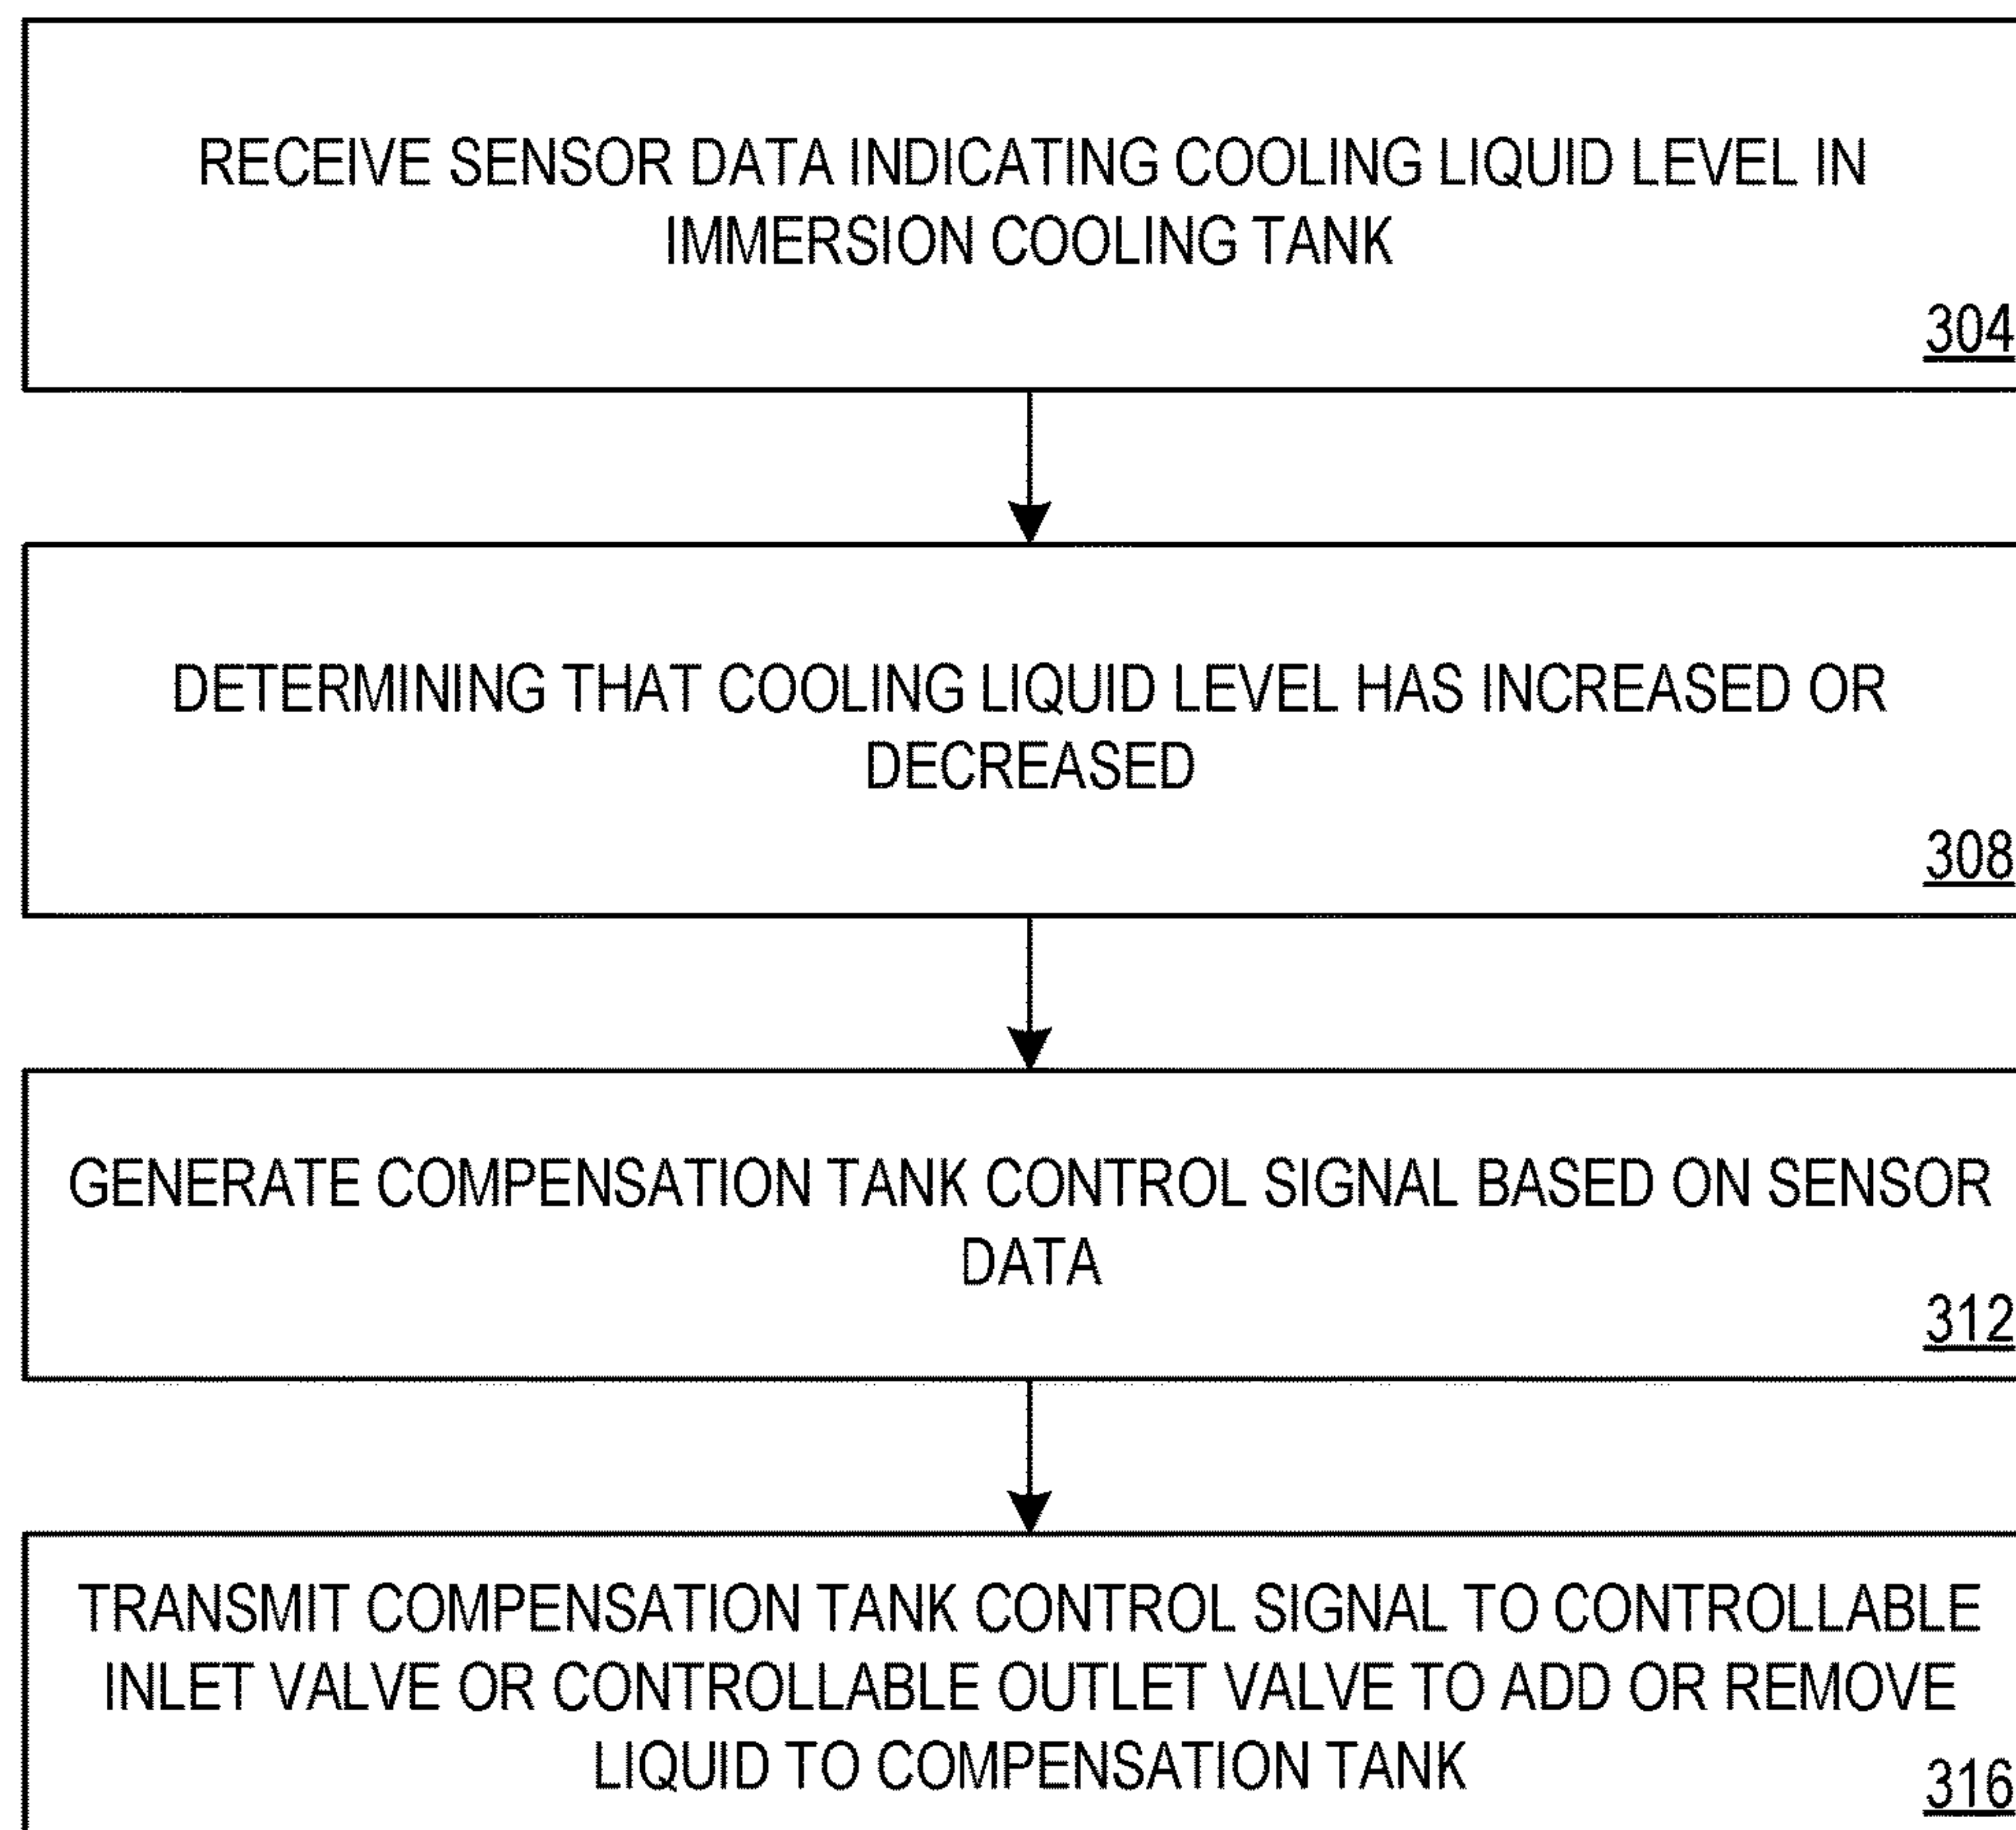 RECEIVE SENSOR DATA INDICATING COOLING LIQUID LEVEL IN
IMMERSION COOLING TANK
304
DETERMINING THAT COOLING LIQUID LEVEL HAS INCREASED OR
DECREASED
308
GENERATE COMPENSATION TANK CONTROL SIGNAL BASED ON SENSOR
DATA
312
TRANSMIT COMPENSATION TANK CONTROL SIGNAL TO CONTROLLABLE
INLET VALVE OR CONTROLLABLE OUTLET VALVE TO ADD OR REMOVE
LIQUID TO COMPENSATION TANK
316